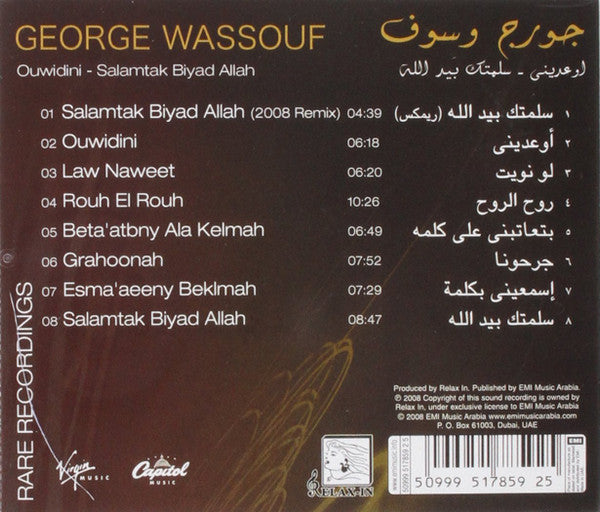 GEORGE WASSOUF
جورج وسوف
Ouwidini - Salamtak Biyad Allah
اوعديني - سلمتك بيد الله
01 Salamtak Biyad Allah (2008 Remix) 04:39 سلمتك بيد الله (ريمكس) ١
02 Ouwidini 06:18 أوعديني ٢
03 Law Naweet 06:20 لو نويت ٣
04 Rouh El Rouh 10:26 روح الروح ٤
05 Beta'atbny Ala Kelmah 06:49 بتعاتبنى على كلمه ٥
06 Grahoonah 07:52 جرحونا ٦
07 Esma'aeeny Beklmah 07:29 إسمعينى بكلمة ٧
08 Salamtak Biyad Allah 08:47 سلمتك بيد الله ٨
RARE RECORDINGS
Produced by Relax In. Published by EMI Music Arabia.
℗ 2008 Copyright of this sound recording is owned by
Relax In, under exclusive license to EMI Music Arabia
© 2008 EMI Music Arabia. www.emimusicarabia.com
P. O. Box 61003, Dubai, UAE
Virgin MUSIC
Capitol MUSIC
RELAX-IN
50999 517859 2 5
EMI
50999 517859 25